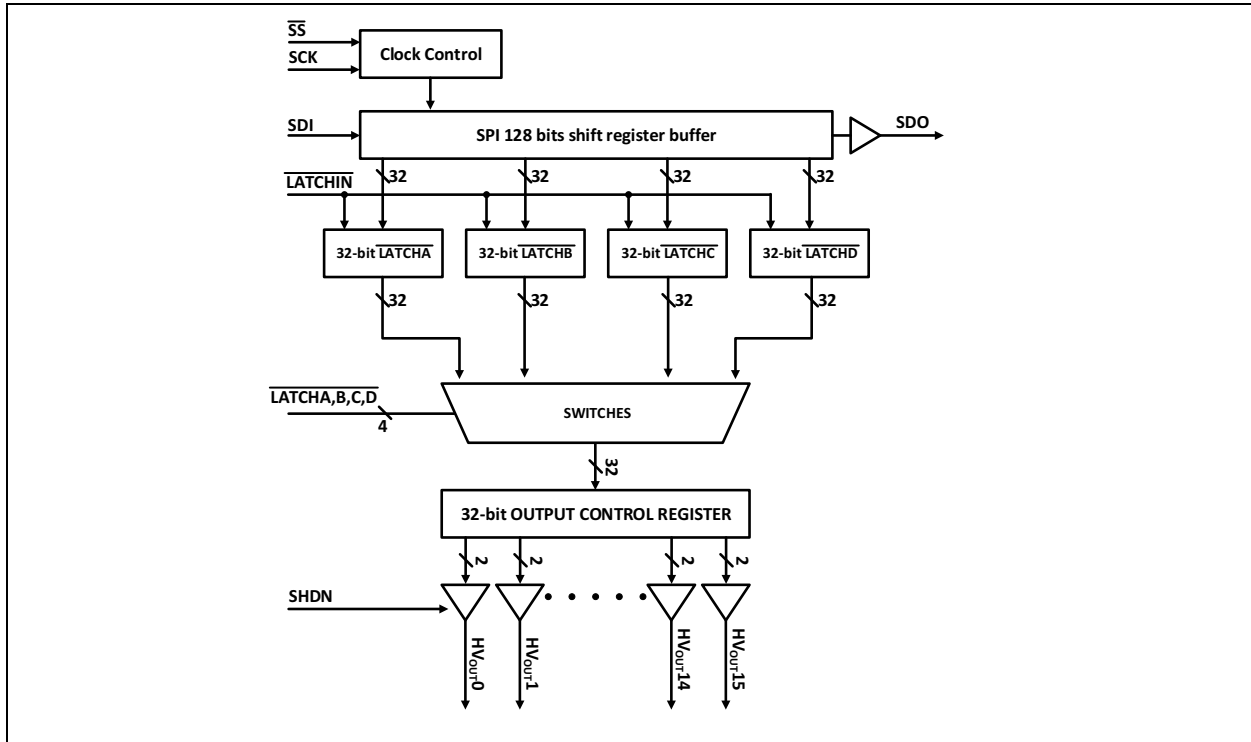 SS
SCK
Clock Control
SDI
SPI 128 bits shift register buffer
SDO
32
32
32
32
LATCHIN
32-bit LATCHA
32-bit LATCHB
32-bit LATCHC
32-bit LATCHD
32
32
32
32
LATCHA,B,C,D
4
SWITCHES
32
32-bit OUTPUT CONTROL REGISTER
2
2
2
2
SHDN
HVOUT0
HVOUT1
HVOUT14
HVOUT15